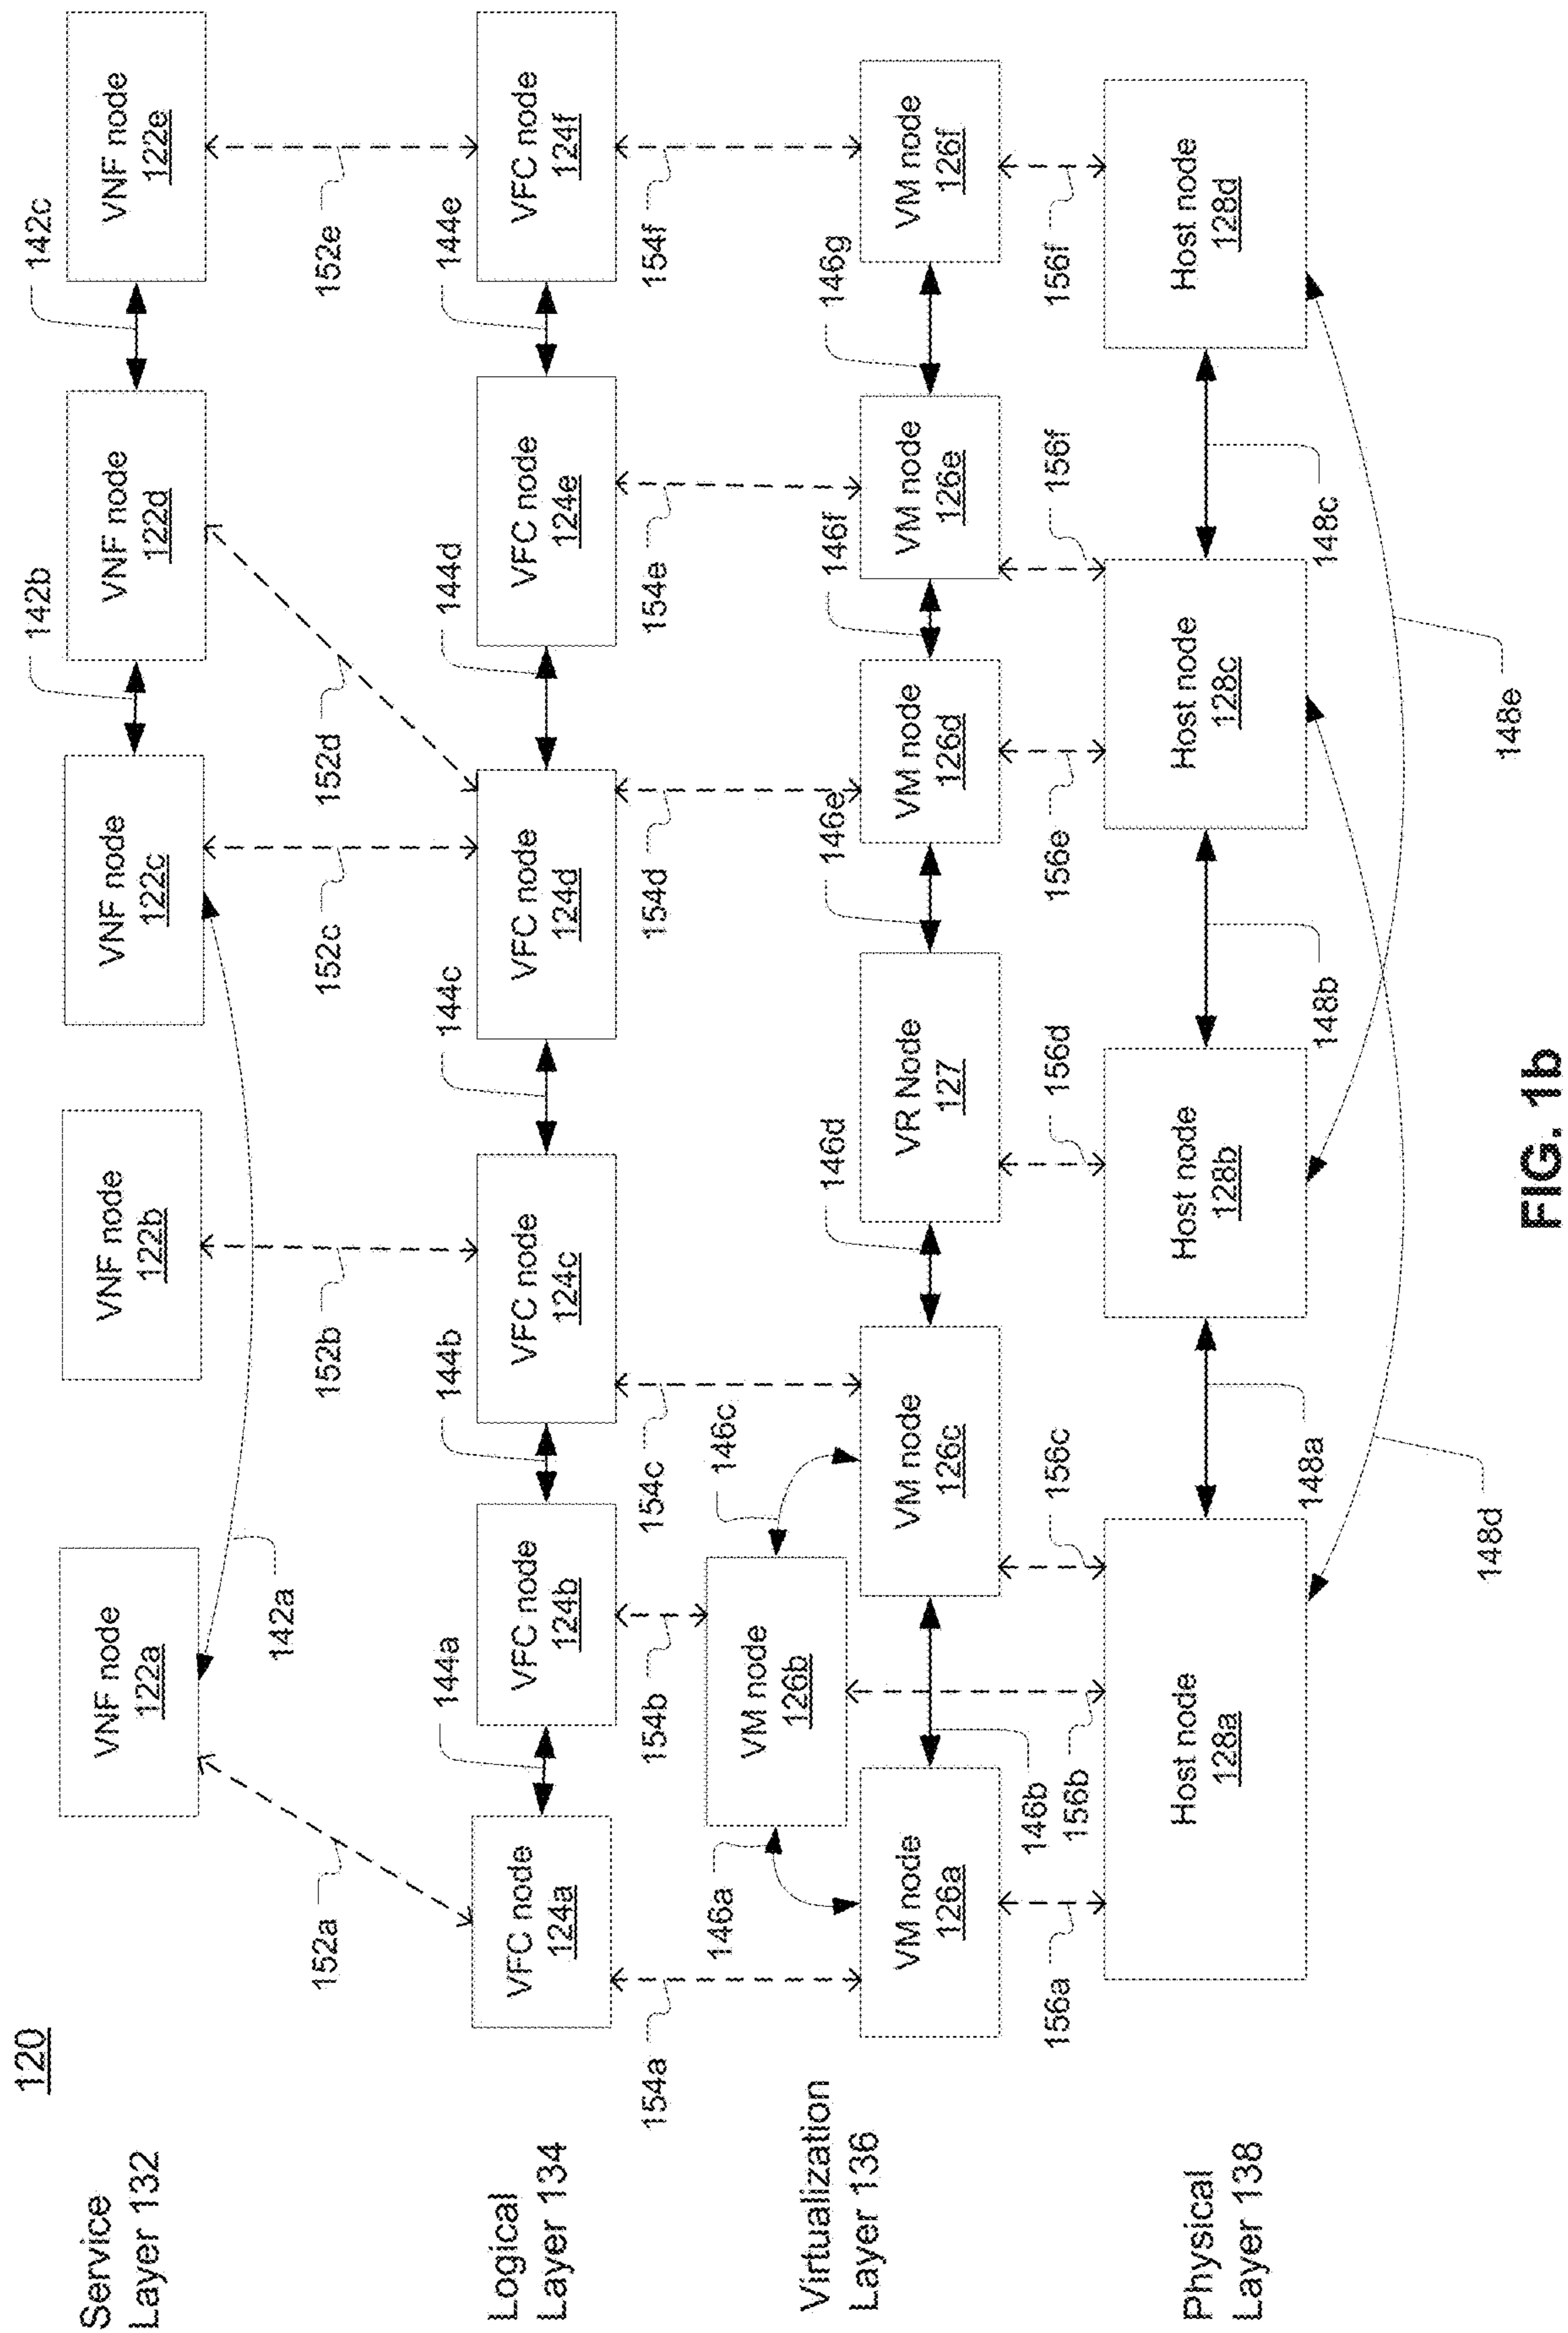 120
Service
Layer 132
VNF node
122a
VNF node
122b
VNF node
122c
VNF node
122d
VNF node
122e
142a
142b
142c
152a
152b
152c
152d
152e
Logical
Layer 134
VFC node
124a
VFC node
124b
VFC node
124c
VFC node
124d
VFC node
124e
VFC node
124f
144a
144b
144c
144d
144e
154a
154b
154c
154d
154e
154f
Virtualization
Layer 136
VM node
126a
VM node
126b
VM node
126c
VR Node
127
VM node
126d
VM node
126e
VM node
126f
146a
146b
146c
146d
146e
146f
146g
156a
156b
156c
156d
156e
156f
156f
Physical
Layer 138
Host node
128a
Host node
128b
Host node
128c
Host node
128d
148a
148b
148c
148d
148e
FIG. 1b